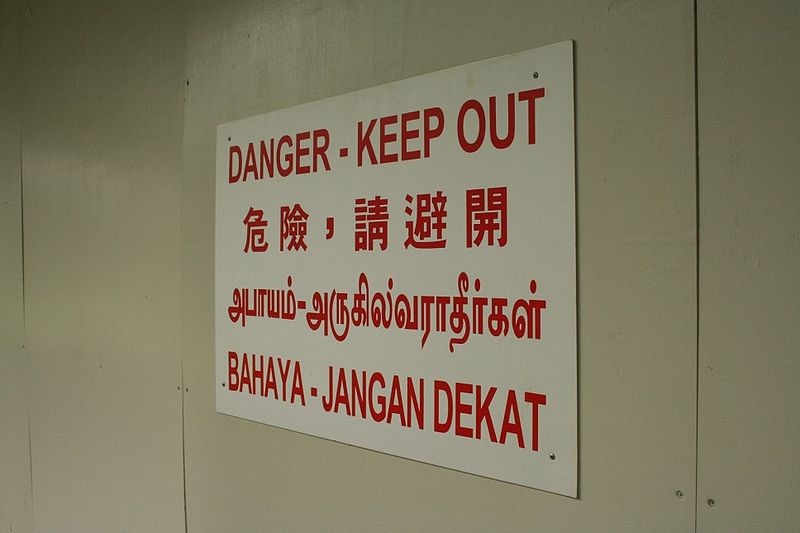 DANGER - KEEP OUT
危險，請避開
அபாயம்-அருகில்வராதீர்கள்
BAHAYA - JANGAN DEKAT